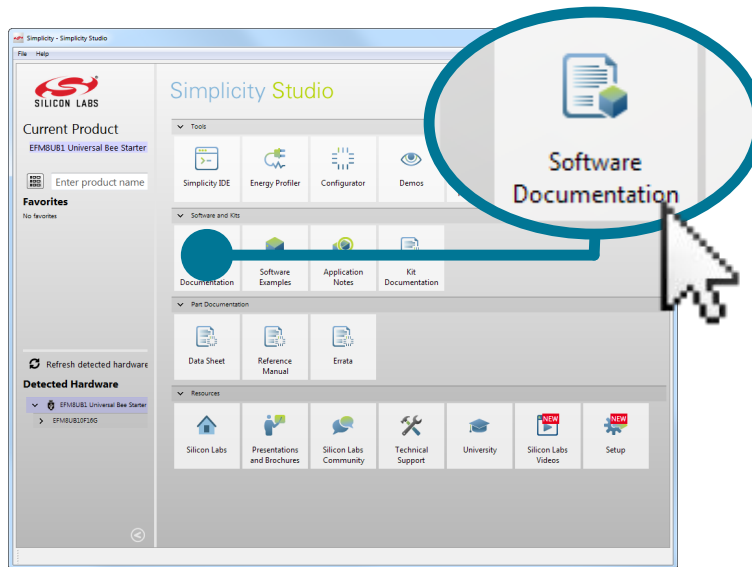 Simplicity - Simplicity Studio
File Help
SILICON LABS
Simplicity Studio
Current Product
EFM8UB1 Universal Bee Starter
Enter product name
Favorites
No favorites
Tools
Simplicity IDE
Energy Profiler
Configurator
Demos
Software
Documentation
Software and Kits
Documentation
Software
Examples
Application
Notes
Kit
Documentation
Part Documentation
Data Sheet
Reference
Manual
Errata
Refresh detected hardware
Detected Hardware
EFM8UB1 Universal Bee Starter
EFM8UB10F16G
Resources
Silicon Labs
Presentations
and Brochures
Silicon Labs
Community
Technical
Support
University
NEW
Silicon Labs
Videos
NEW
Setup